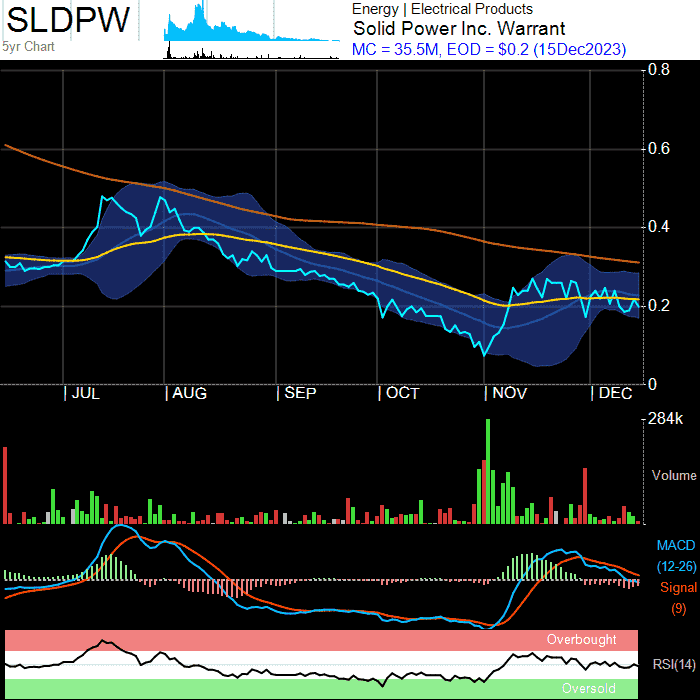 SLDPW
5yr Chart
Energy | Electrical Products
Solid Power Inc. Warrant
MC = 35.5M, EOD = $0.2 (15Dec2023)
0.8
0.6
0.4
0.2
0
| JUL | AUG | SEP | OCT | NOV | DEC
284k
Volume
MACD
(12-26)
Signal
(9)
Overbought
RSI(14)
Oversold